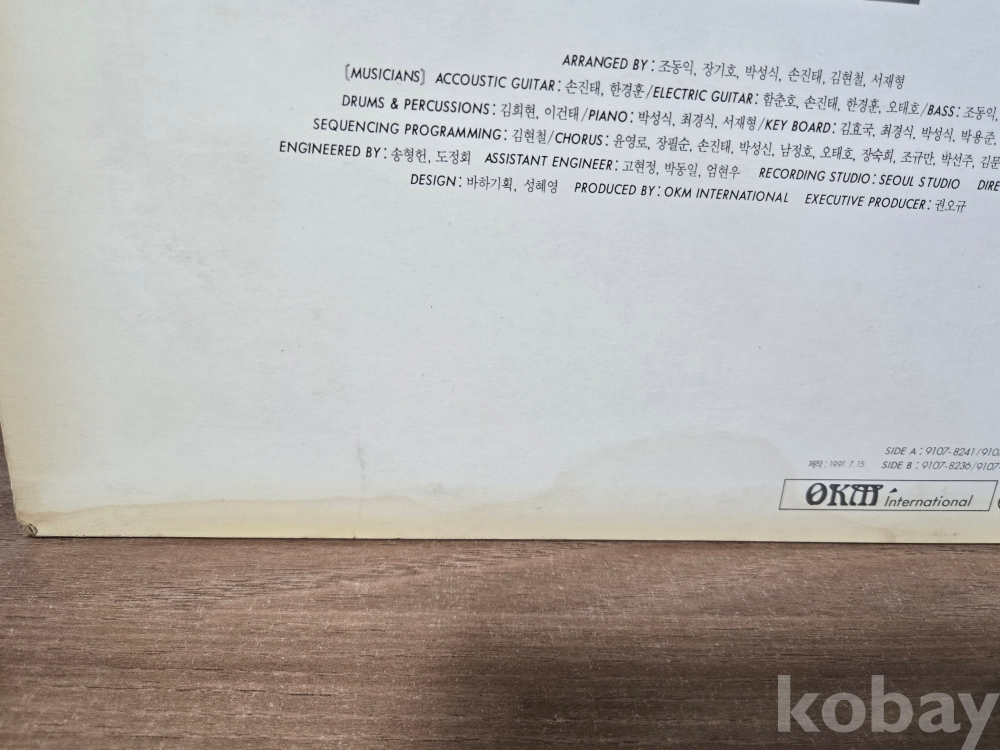 ARRANGED BY : 조동익, 장기호, 박성식, 손진태, 김현철, 서재형
〔MUSICIANS〕 ACCOUSTIC GUITAR : 손진태, 한경훈/ELECTRIC GUITAR : 함춘호, 손진태, 한경훈, 오태호/BASS : 조동익,
DRUMS & PERCUSSIONS : 김희현, 이건태/PIANO : 박성식, 최경식, 서재형/KEY BOARD : 김효국, 최경식, 박성식, 박용준,
SEQUENCING PROGRAMMING : 김현철/CHORUS : 윤영로, 장필순, 손진태, 박성신, 남정호, 오태호, 장숙희, 조규만, 박선주, 김문
ENGINEERED BY : 송형헌, 도정회 ASSISTANT ENGINEER : 고현정, 박동일, 엄현우 RECORDING STUDIO : SEOUL STUDIO DIRE
DESIGN : 바하기획, 성혜영 PRODUCED BY : OKM INTERNATIONAL EXECUTIVE PRODUCER : 권오규
SIDE A : 9107-8241/910
제작 : 1991. 7. 15 SIDE B : 9107-8236/9107-
OKM International
kobay